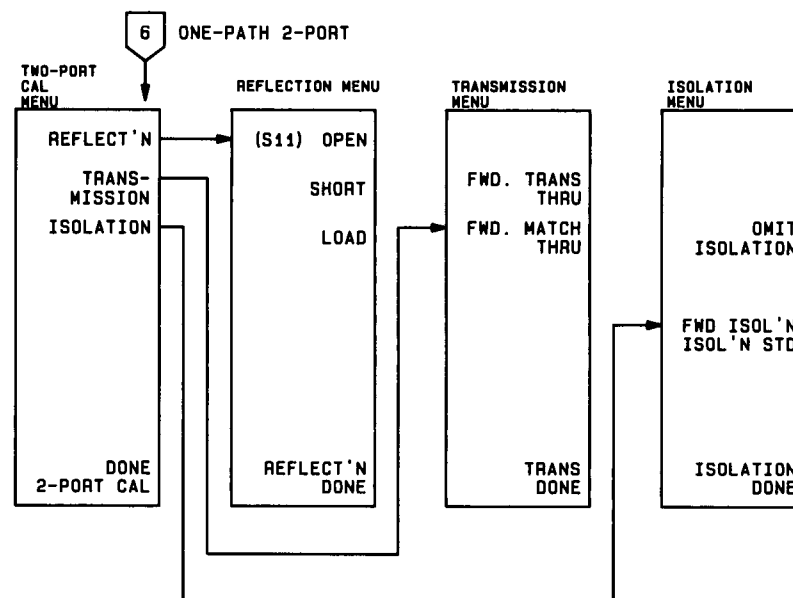 6 ONE-PATH 2-PORT
TWO-PORT
CAL
MENU
REFLECT'N
TRANS-
MISSION
ISOLATION
DONE
2-PORT CAL
REFLECTION MENU
(S11) OPEN
SHORT
LOAD
REFLECT'N
DONE
TRANSMISSION
MENU
FWD. TRANS
THRU
FWD. MATCH
THRU
TRANS
DONE
ISOLATION
MENU
OMIT
ISOLATION
FWD ISOL'N
ISOL'N STD
ISOLATION
DONE